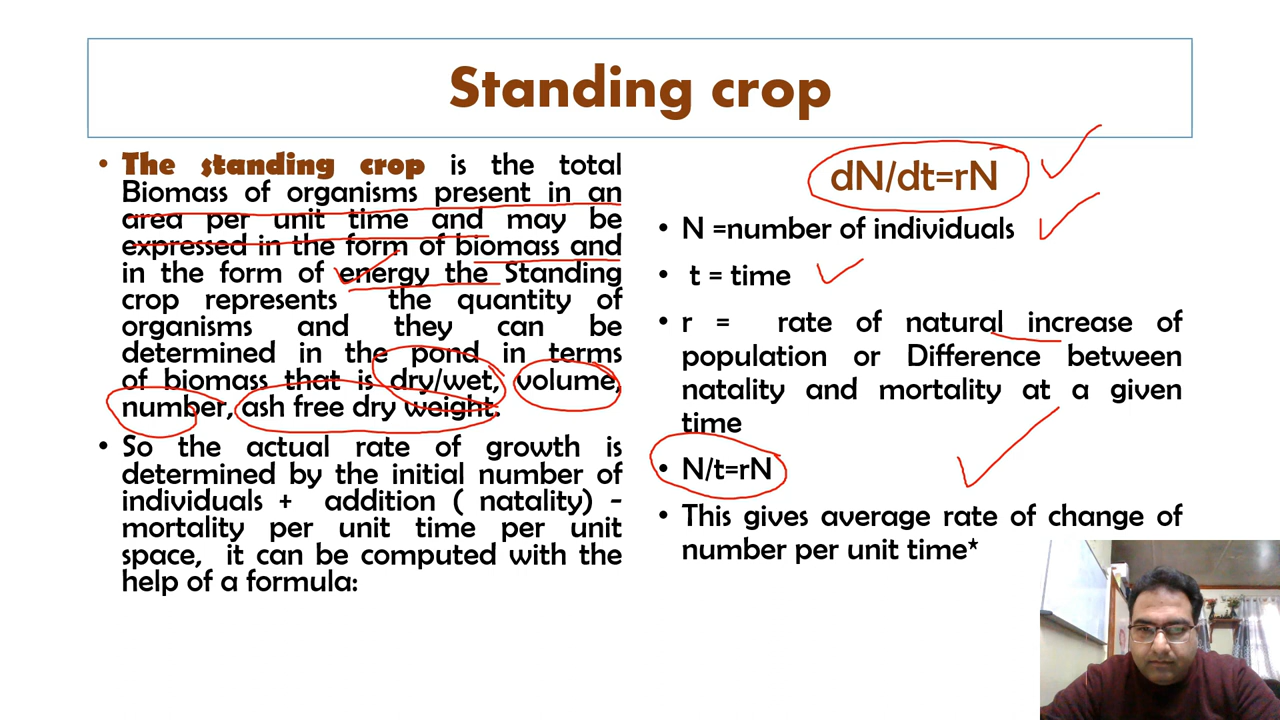 Standing crop
• The standing crop is the total
Biomass of organisms present in an
area per unit time and may be
expressed in the form of biomass and
in the form of energy the Standing
crop represents the quantity of
organisms and they can be
determined in the pond in terms
of biomass that is dry/wet, volume,
number, ash free dry weight.
• So the actual rate of growth is
determined by the initial number of
individuals + addition ( natality) -
mortality per unit time per unit
space, it can be computed with the
help of a formula:
dN/dt=rN
• N =number of individuals
• t = time
• r = rate of natural increase of
population or Difference between
natality and mortality at a given
time
• N/t=rN
• This gives average rate of change of
number per unit time*